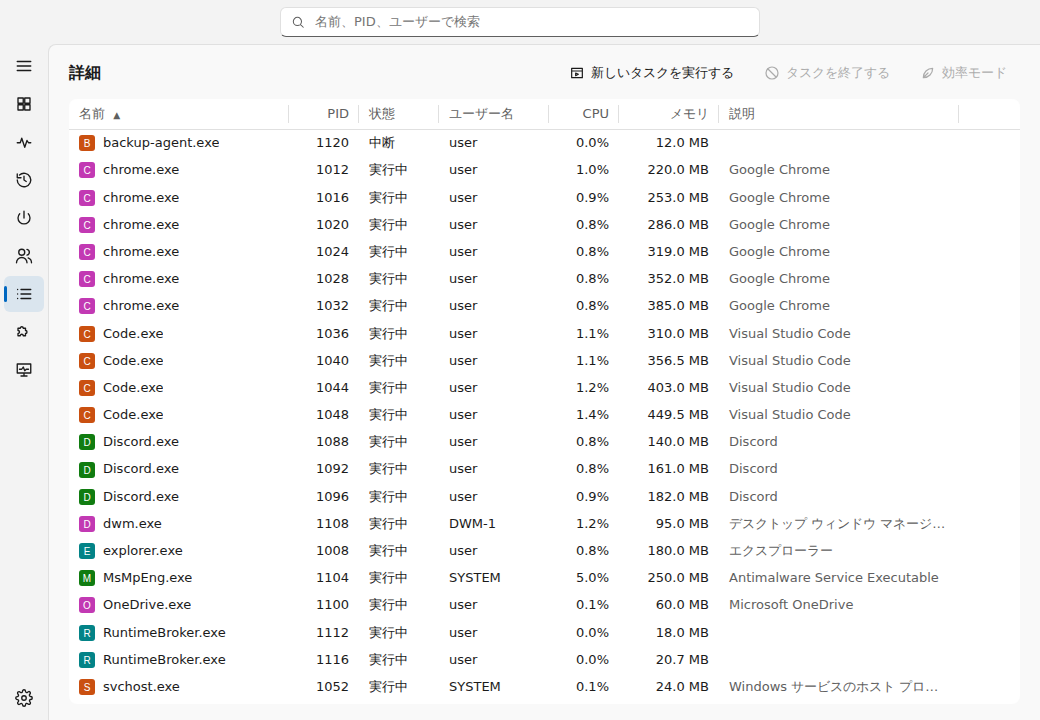 名前、PID、ユーザーで検索
詳細
新しいタスクを実行する タスクを終了する 効率モード
名前 ▲ PID 状態 ユーザー名 CPU メモリ 説明
B backup-agent.exe 1120 中断 user 0.0% 12.0 MB
C chrome.exe 1012 実行中 user 1.0% 220.0 MB Google Chrome
C chrome.exe 1016 実行中 user 0.9% 253.0 MB Google Chrome
C chrome.exe 1020 実行中 user 0.8% 286.0 MB Google Chrome
C chrome.exe 1024 実行中 user 0.8% 319.0 MB Google Chrome
C chrome.exe 1028 実行中 user 0.8% 352.0 MB Google Chrome
C chrome.exe 1032 実行中 user 0.8% 385.0 MB Google Chrome
C Code.exe 1036 実行中 user 1.1% 310.0 MB Visual Studio Code
C Code.exe 1040 実行中 user 1.1% 356.5 MB Visual Studio Code
C Code.exe 1044 実行中 user 1.2% 403.0 MB Visual Studio Code
C Code.exe 1048 実行中 user 1.4% 449.5 MB Visual Studio Code
D Discord.exe 1088 実行中 user 0.8% 140.0 MB Discord
D Discord.exe 1092 実行中 user 0.8% 161.0 MB Discord
D Discord.exe 1096 実行中 user 0.9% 182.0 MB Discord
D dwm.exe 1108 実行中 DWM-1 1.2% 95.0 MB デスクトップ ウィンドウ マネージ…
E explorer.exe 1008 実行中 user 0.8% 180.0 MB エクスプローラー
M MsMpEng.exe 1104 実行中 SYSTEM 5.0% 250.0 MB Antimalware Service Executable
O OneDrive.exe 1100 実行中 user 0.1% 60.0 MB Microsoft OneDrive
R RuntimeBroker.exe 1112 実行中 user 0.0% 18.0 MB
R RuntimeBroker.exe 1116 実行中 user 0.0% 20.7 MB
S svchost.exe 1052 実行中 SYSTEM 0.1% 24.0 MB Windows サービスのホスト プロ…